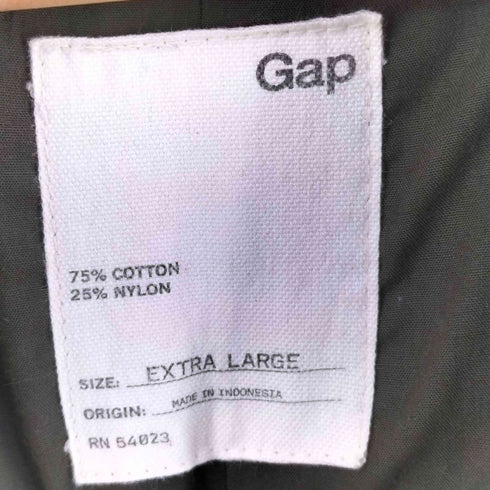 Gap
75% COTTON
25% NYLON
SIZE: EXTRA LARGE
ORIGIN: MADE IN INDONESIA
RN 54023